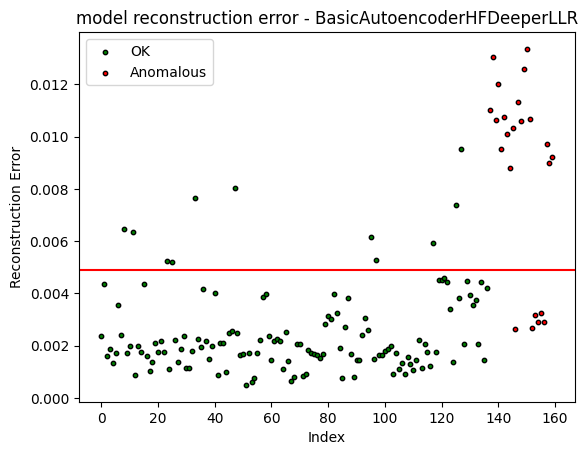 model reconstruction error - BasicAutoencoderHFDeeperLLR
OK
Anomalous
Reconstruction Error
0.012
0.010
0.008
0.006
0.004
0.002
0.000
0 20 40 60 80 100 120 140 160
Index